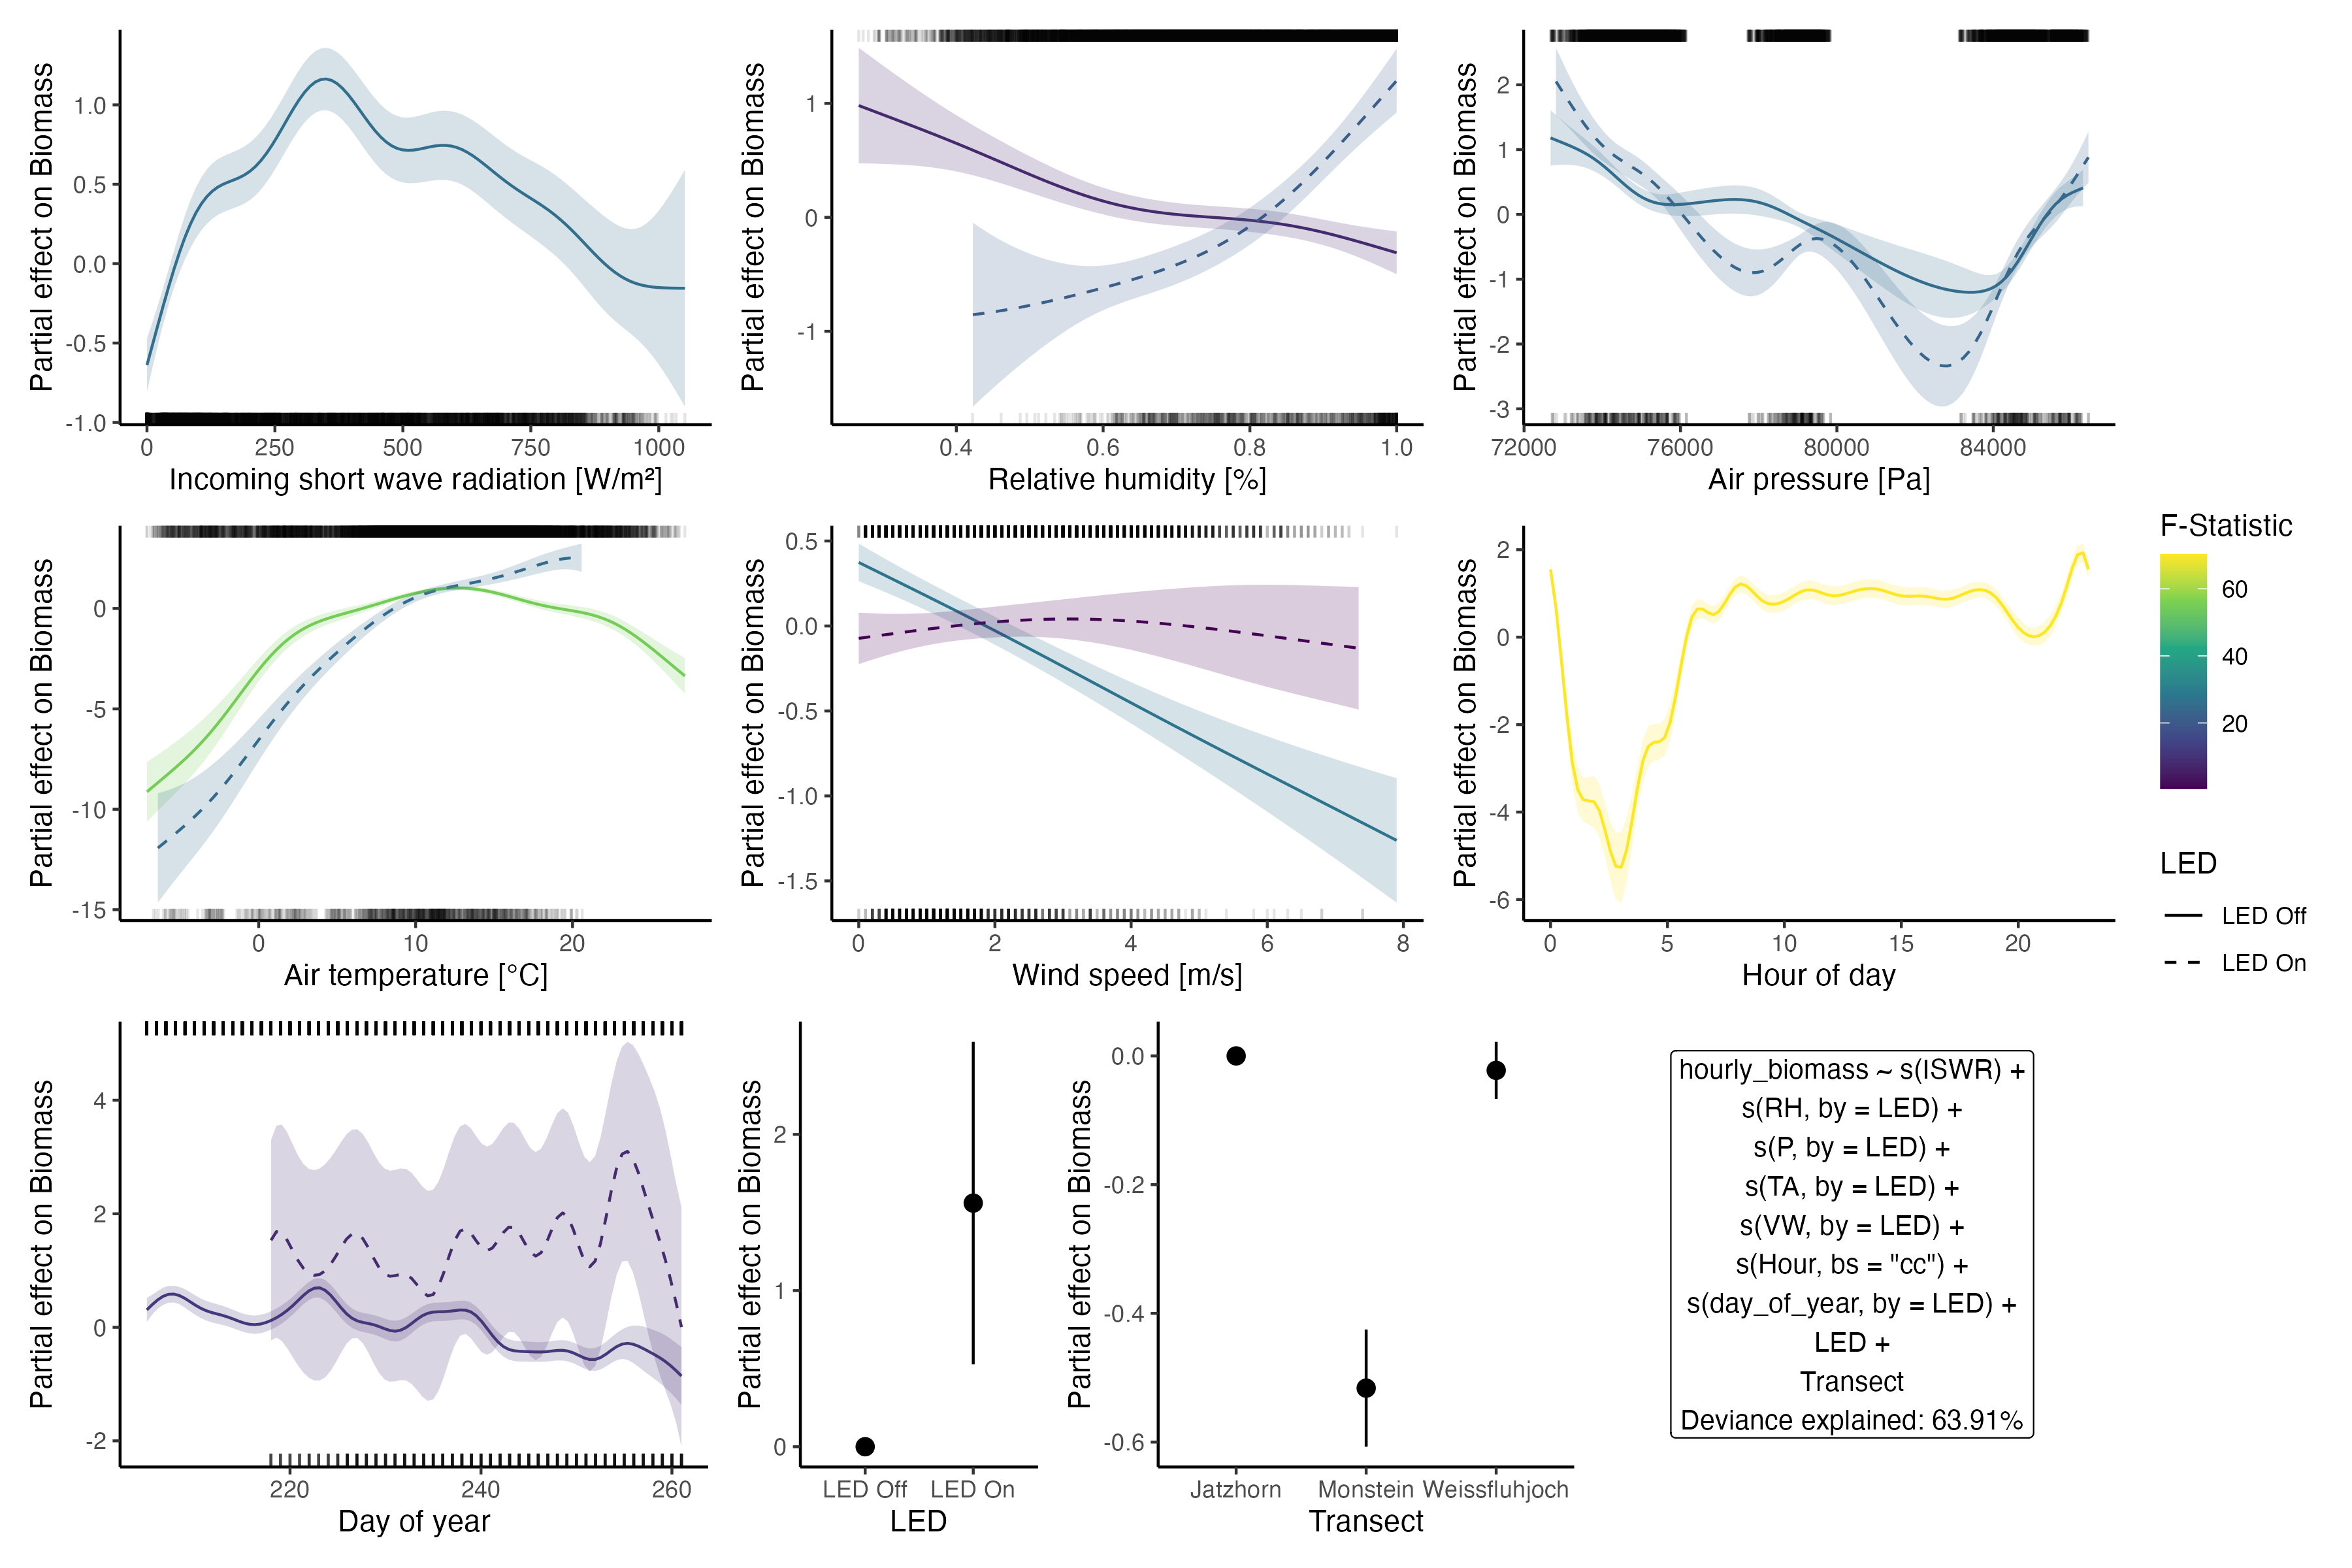 Partial effect on Biomass
1.0
0.5
0.0
-0.5
-1.0
0 250 500 750 1000
Incoming short wave radiation [W/m²]
Partial effect on Biomass
1
0
-1
0.4 0.6 0.8 1.0
Relative humidity [%]
Partial effect on Biomass
2
1
0
-1
-2
-3
72000 76000 80000 84000
Air pressure [Pa]
Partial effect on Biomass
0
-5
-10
-15
0 10 20
Air temperature [°C]
Partial effect on Biomass
0.5
0.0
-0.5
-1.0
-1.5
0 2 4 6 8
Wind speed [m/s]
Partial effect on Biomass
2
0
-2
-4
-6
0 5 10 15 20
Hour of day
F-Statistic
60
40
20
LED
LED Off
LED On
Partial effect on Biomass
4
2
0
-2
220 240 260
Day of year
Partial effect on Biomass
2
1
0
LED Off LED On
LED
Partial effect on Biomass
0.0
-0.2
-0.4
-0.6
Jatzhorn Monstein Weissfluhjoch
Transect
hourly_biomass ~ s(ISWR) +
s(RH, by = LED) +
s(P, by = LED) +
s(TA, by = LED) +
s(VW, by = LED) +
s(Hour, bs = "cc") +
s(day_of_year, by = LED) +
LED +
Transect
Deviance explained: 63.91%